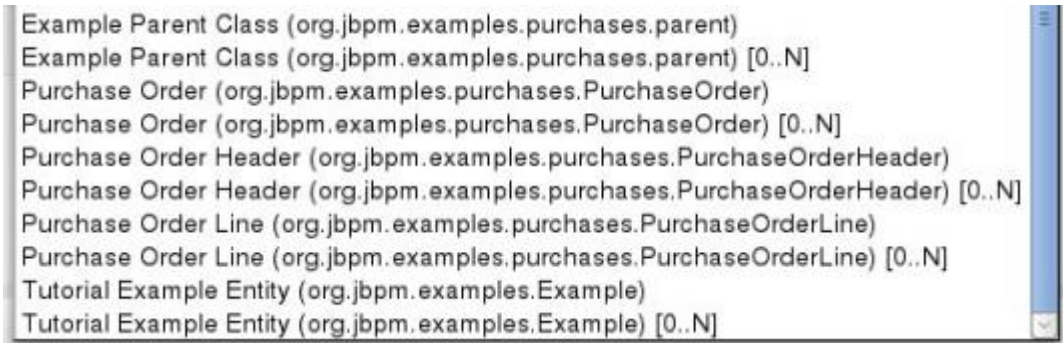 Example Parent Class (org.jbpm.examples.purchases.parent)
Example Parent Class (org.jbpm.examples.purchases.parent) [0..N]
Purchase Order (org.jbpm.examples.purchases.PurchaseOrder)
Purchase Order (org.jbpm.examples.purchases.PurchaseOrder) [0..N]
Purchase Order Header (org.jbpm.examples.purchases.PurchaseOrderHeader)
Purchase Order Header (org.jbpm.examples.purchases.PurchaseOrderHeader) [0..N]
Purchase Order Line (org.jbpm.examples.purchases.PurchaseOrderLine)
Purchase Order Line (org.jbpm.examples.purchases.PurchaseOrderLine) [0..N]
Tutorial Example Entity (org.jbpm.examples.Example)
Tutorial Example Entity (org.jbpm.examples.Example) [0..N]